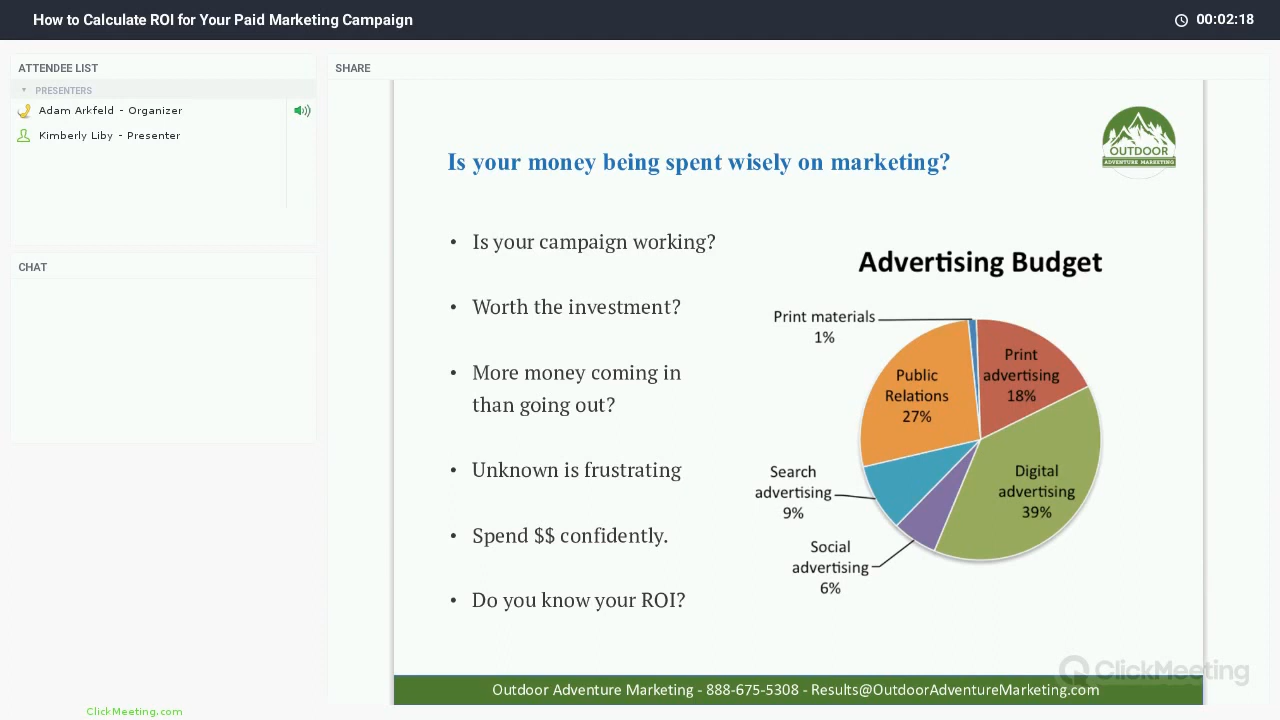 How to Calculate ROI for Your Paid Marketing Campaign
00:02:18
ATTENDEE LIST
PRESENTERS
Adam Arkfeld - Organizer
Kimberly Liby - Presenter
CHAT
SHARE
OUTDOOR
ADVENTURE MARKETING
Is your money being spent wisely on marketing?
• Is your campaign working?
• Worth the investment?
• More money coming in
than going out?
• Unknown is frustrating
• Spend $$ confidently.
• Do you know your ROI?
Advertising Budget
Print materials
1%
Print
advertising
18%
Public
Relations
27%
Digital
advertising
39%
Search
advertising
9%
Social
advertising
6%
ClickMeeting
Outdoor Adventure Marketing - 888-675-5308 - Results@OutdoorAdventureMarketing.com
ClickMeeting.com